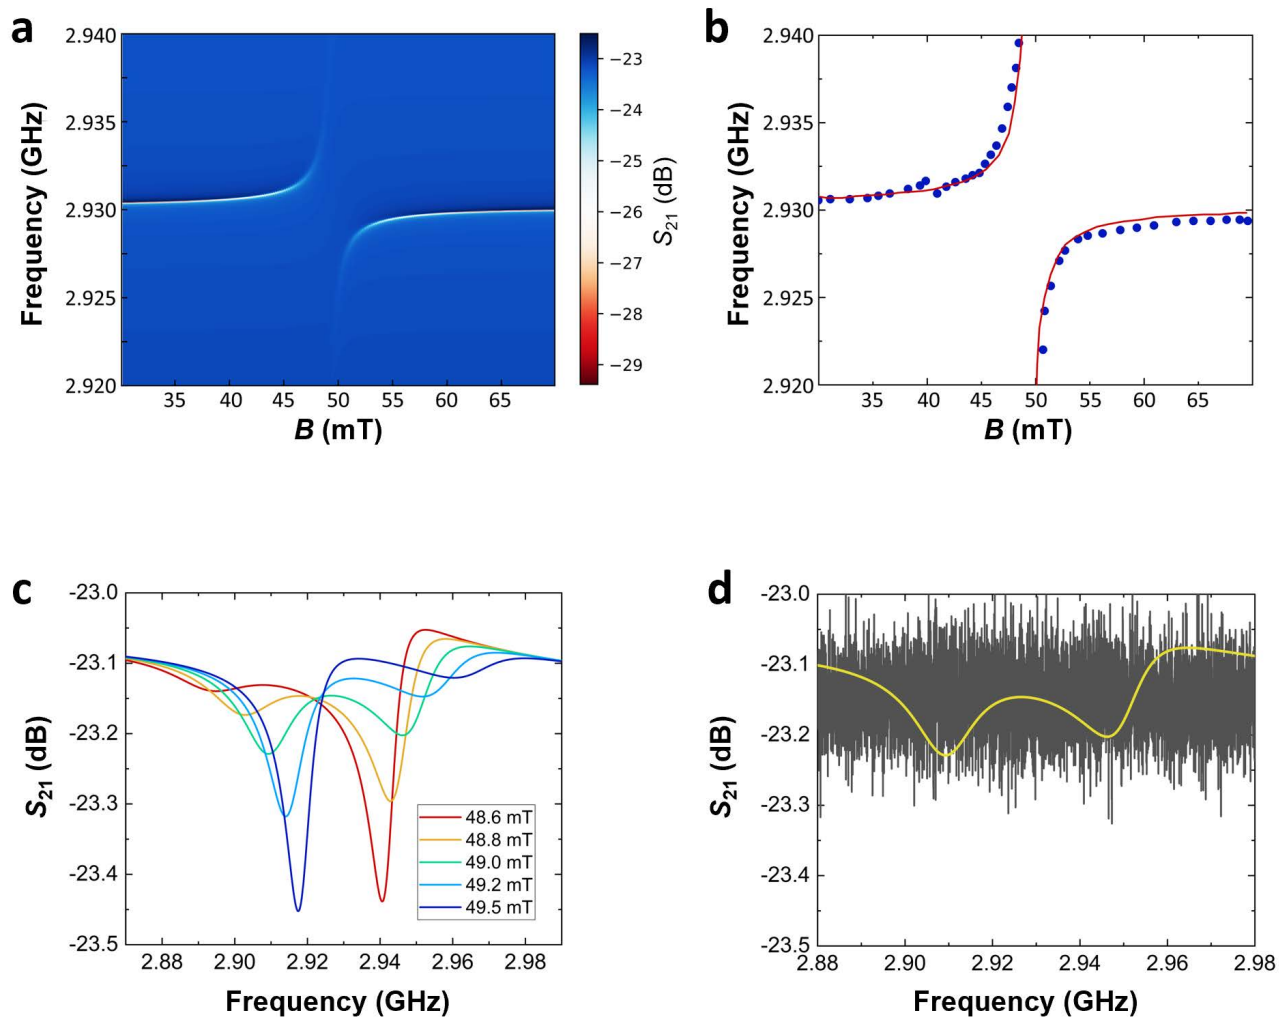 a
2.940
2.935
2.930
2.925
2.920
Frequency (GHz)
35 40 45 50 55 60 65
B (mT)
−23
−24
−25
−26
−27
−28
−29
S21 (dB)
b
2.940
2.935
2.930
2.925
2.920
Frequency (GHz)
35 40 45 50 55 60 65
B (mT)
c
-23.0
-23.1
-23.2
-23.3
-23.4
-23.5
S21 (dB)
48.6 mT
48.8 mT
49.0 mT
49.2 mT
49.5 mT
2.88 2.90 2.92 2.94 2.96 2.98
Frequency (GHz)
d
-23.0
-23.1
-23.2
-23.3
-23.4
-23.5
S21 (dB)
2.88 2.90 2.92 2.94 2.96 2.98
Frequency (GHz)